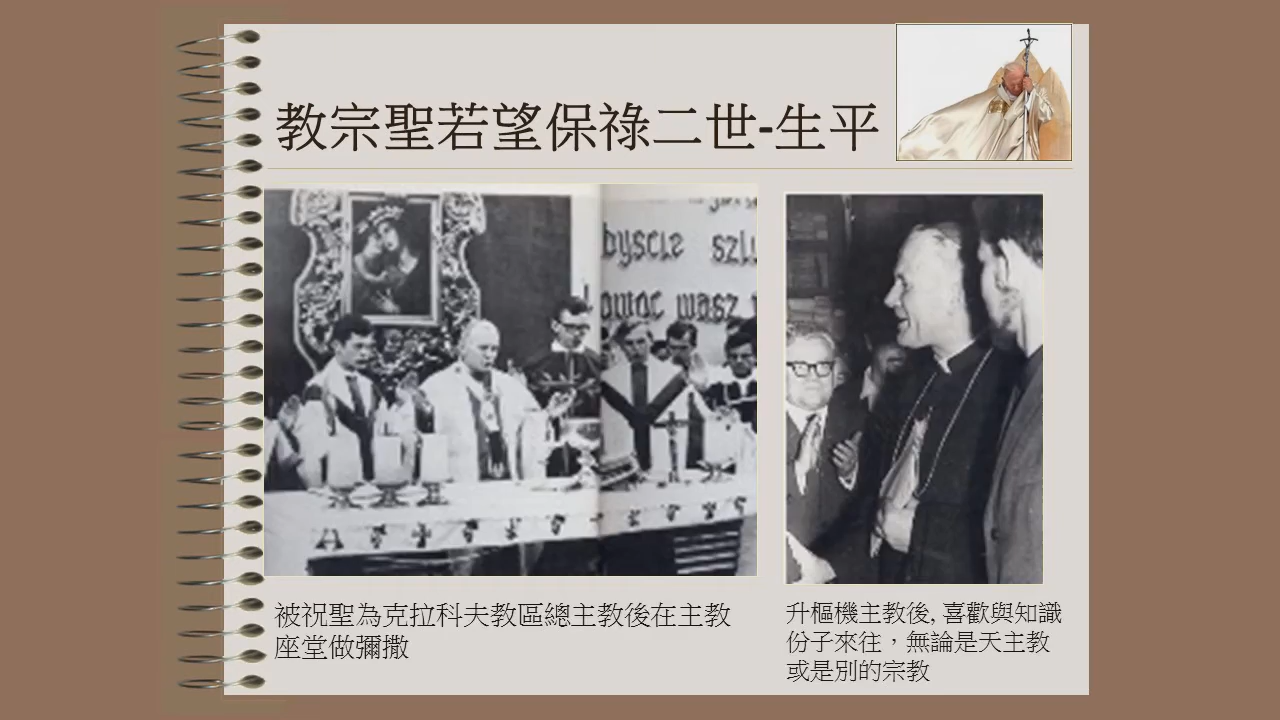 教宗聖若望保祿二世-生平
byście szlu
wasz
被祝聖為克拉科夫教區總主教後在主教
座堂做彌撒
升樞機主教後, 喜歡與知識
份子來往，無論是天主教
或是別的宗教